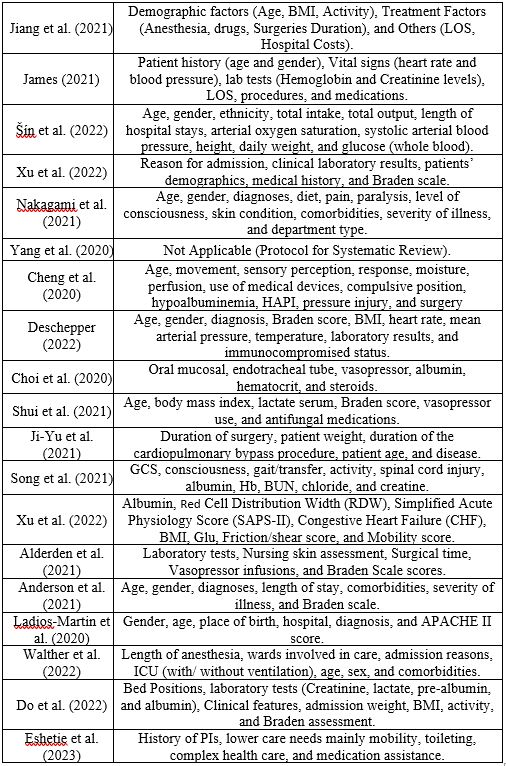 Jiang et al. (2021)
Demographic factors (Age, BMI, Activity), Treatment Factors
(Anesthesia, drugs, Surgeries Duration), and Others (LOS,
Hospital Costs).
James (2021)
Patient history (age and gender), Vital signs (heart rate and
blood pressure), lab tests (Hemoglobin and Creatinine levels),
LOS, procedures, and medications.
Šín et al. (2022)
Age, gender, ethnicity, total intake, total output, length of
hospital stays, arterial oxygen saturation, systolic arterial blood
pressure, height, daily weight, and glucose (whole blood).
Xu et al. (2022)
Reason for admission, clinical laboratory results, patients’
demographics, medical history, and Braden scale.
Nakagami et al.
(2021)
Age, gender, diagnoses, diet, pain, paralysis, level of
consciousness, skin condition, comorbidities, severity of illness,
and department type.
Yang et al. (2020)
Not Applicable (Protocol for Systematic Review).
Cheng et al.
(2020)
Age, movement, sensory perception, response, moisture,
perfusion, use of medical devices, compulsive position,
hypoalbuminemia, HAPI, pressure injury, and surgery
Deschepper
(2022)
Age, gender, diagnosis, Braden score, BMI, heart rate, mean
arterial pressure, temperature, laboratory results, and
immunocompromised status.
Choi et al. (2020)
Oral mucosal, endotracheal tube, vasopressor, albumin,
hematocrit, and steroids.
Shui et al. (2021)
Age, body mass index, lactate serum, Braden score, vasopressor
use, and antifungal medications.
Ji-Yu et al.
(2021)
Duration of surgery, patient weight, duration of the
cardiopulmonary bypass procedure, patient age, and disease.
Song et al. (2021)
GCS, consciousness, gait/transfer, activity, spinal cord injury,
albumin, Hb, BUN, chloride, and creatine.
Xu et al. (2022)
Albumin, Red Cell Distribution Width (RDW), Simplified Acute
Physiology Score (SAPS-II), Congestive Heart Failure (CHF),
BMI, Glu, Friction/shear score, and Mobility score.
Alderden et al.
(2021)
Laboratory tests, Nursing skin assessment, Surgical time,
Vasopressor infusions, and Braden Scale scores.
Anderson et al.
(2021)
Age, gender, diagnoses, length of stay, comorbidities, severity of
illness, and Braden scale.
Ladios-Martin et
al. (2020)
Gender, age, place of birth, hospital, diagnosis, and APACHE II
score.
Walther et al.
(2022)
Length of anesthesia, wards involved in care, admission reasons,
ICU (with/ without ventilation), age, sex, and comorbidities.
Do et al. (2022)
Bed Positions, laboratory tests (Creatinine, lactate, pre-albumin,
and albumin), Clinical features, admission weight, BMI, activity,
and Braden assessment.
Eshetie et al.
(2023)
History of PIs, lower care needs mainly mobility, toileting,
complex health care, and medication assistance.